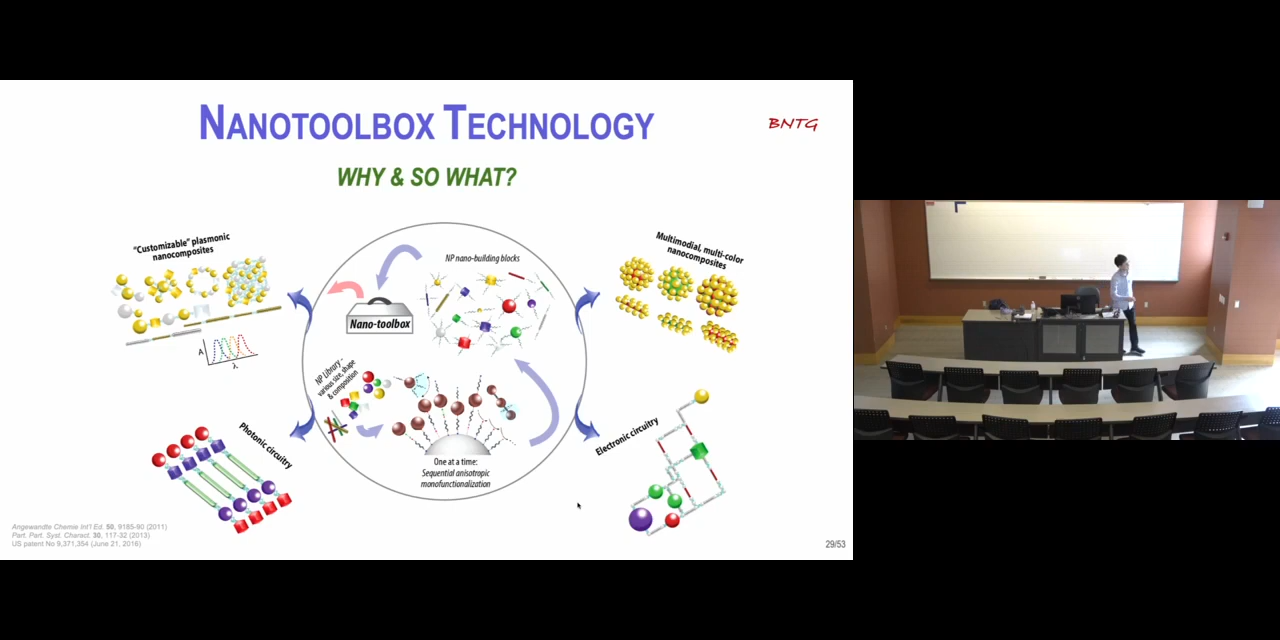 NANOTOOLBOX TECHNOLOGY
BNTG
WHY & SO WHAT?
"Customizable" plasmonic
nanocomposites
A
λ
NP nano-building blocks
Nano-toolbox
NP Library -
various size, shape
& composition
One at a time:
Sequential anisotropic
monofunctionalization
Multimodial, multi-color
nanocomposites
Photonic circuitry
Electronic circuitry
Angewandte Chemie Int'l Ed. 50, 9185-90 (2011)
Part. Part. Syst. Charact. 30, 117-32 (2013)
US patent No 9,371,354 (June 21, 2016)
29/53